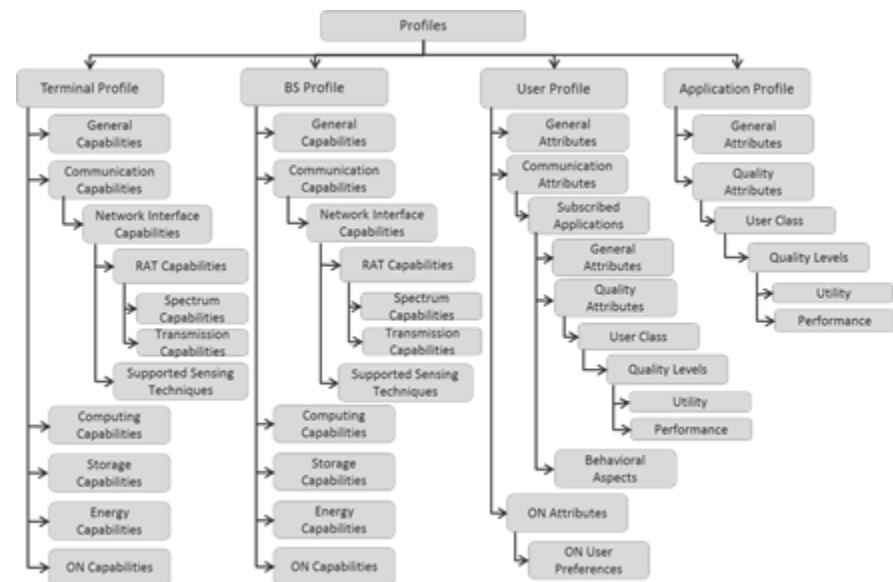 Profiles
Terminal Profile
General
Capabilities
Communication
Capabilities
Network Interface
Capabilities
RAT Capabilities
Spectrum
Capabilities
Transmission
Capabilities
Supported Sensing
Techniques
Computing
Capabilities
Storage
Capabilities
Energy
Capabilities
ON Capabilities
BS Profile
General
Capabilities
Communication
Capabilities
Network Interface
Capabilities
RAT Capabilities
Spectrum
Capabilities
Transmission
Capabilities
Supported Sensing
Techniques
Computing
Capabilities
Storage
Capabilities
Energy
Capabilities
ON Capabilities
User Profile
General
Attributes
Communication
Attributes
Subscribed
Applications
General
Attributes
Quality
Attributes
User Class
Quality Levels
Utility
Performance
Behavioral
Aspects
ON Attributes
ON User
Preferences
Application Profile
General
Attributes
Quality
Attributes
User Class
Quality Levels
Utility
Performance